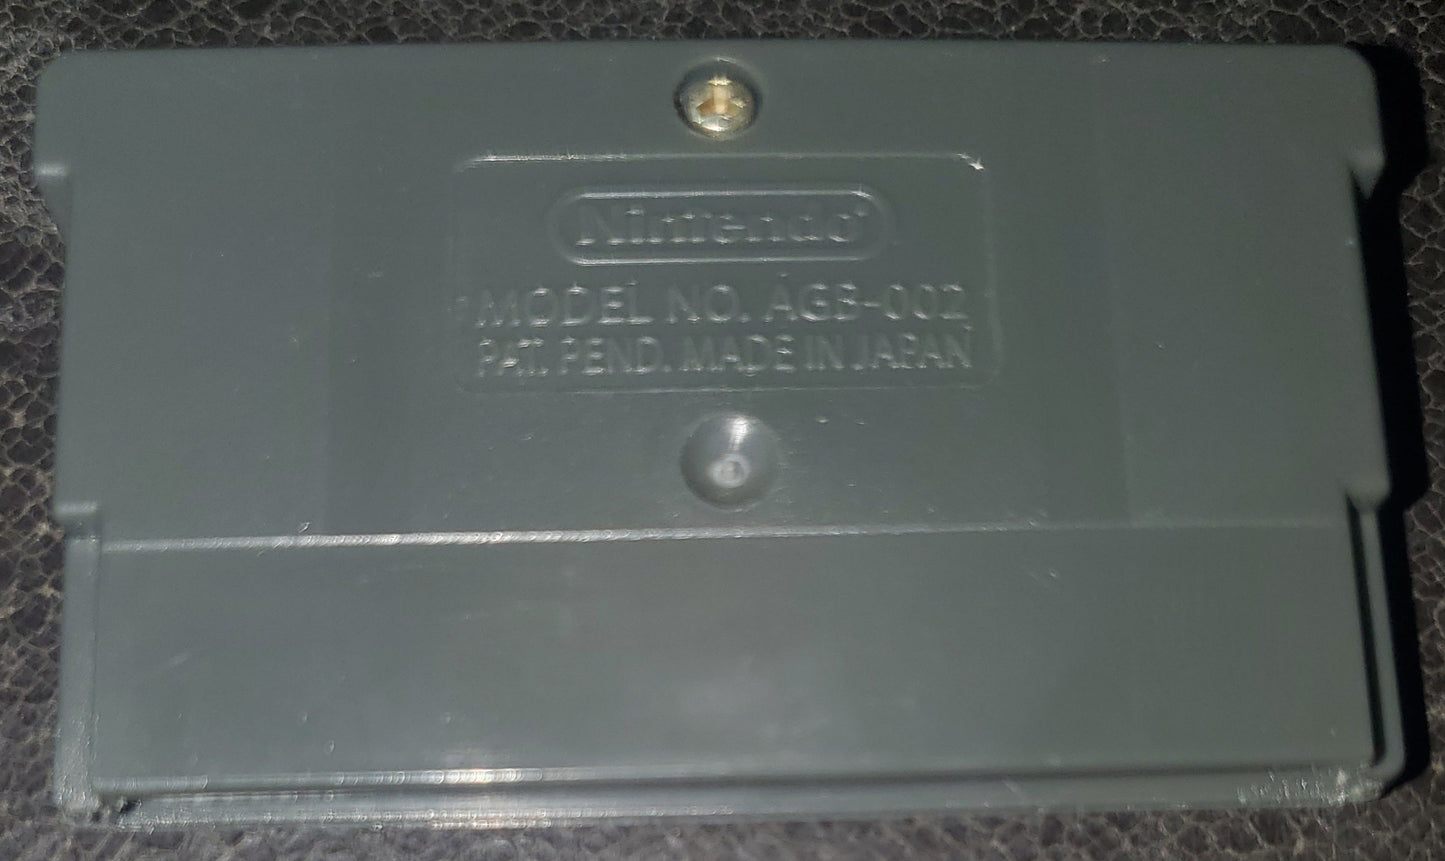 Nintendo
MODEL NO. AGB-002
PAT. PEND. MADE IN JAPAN